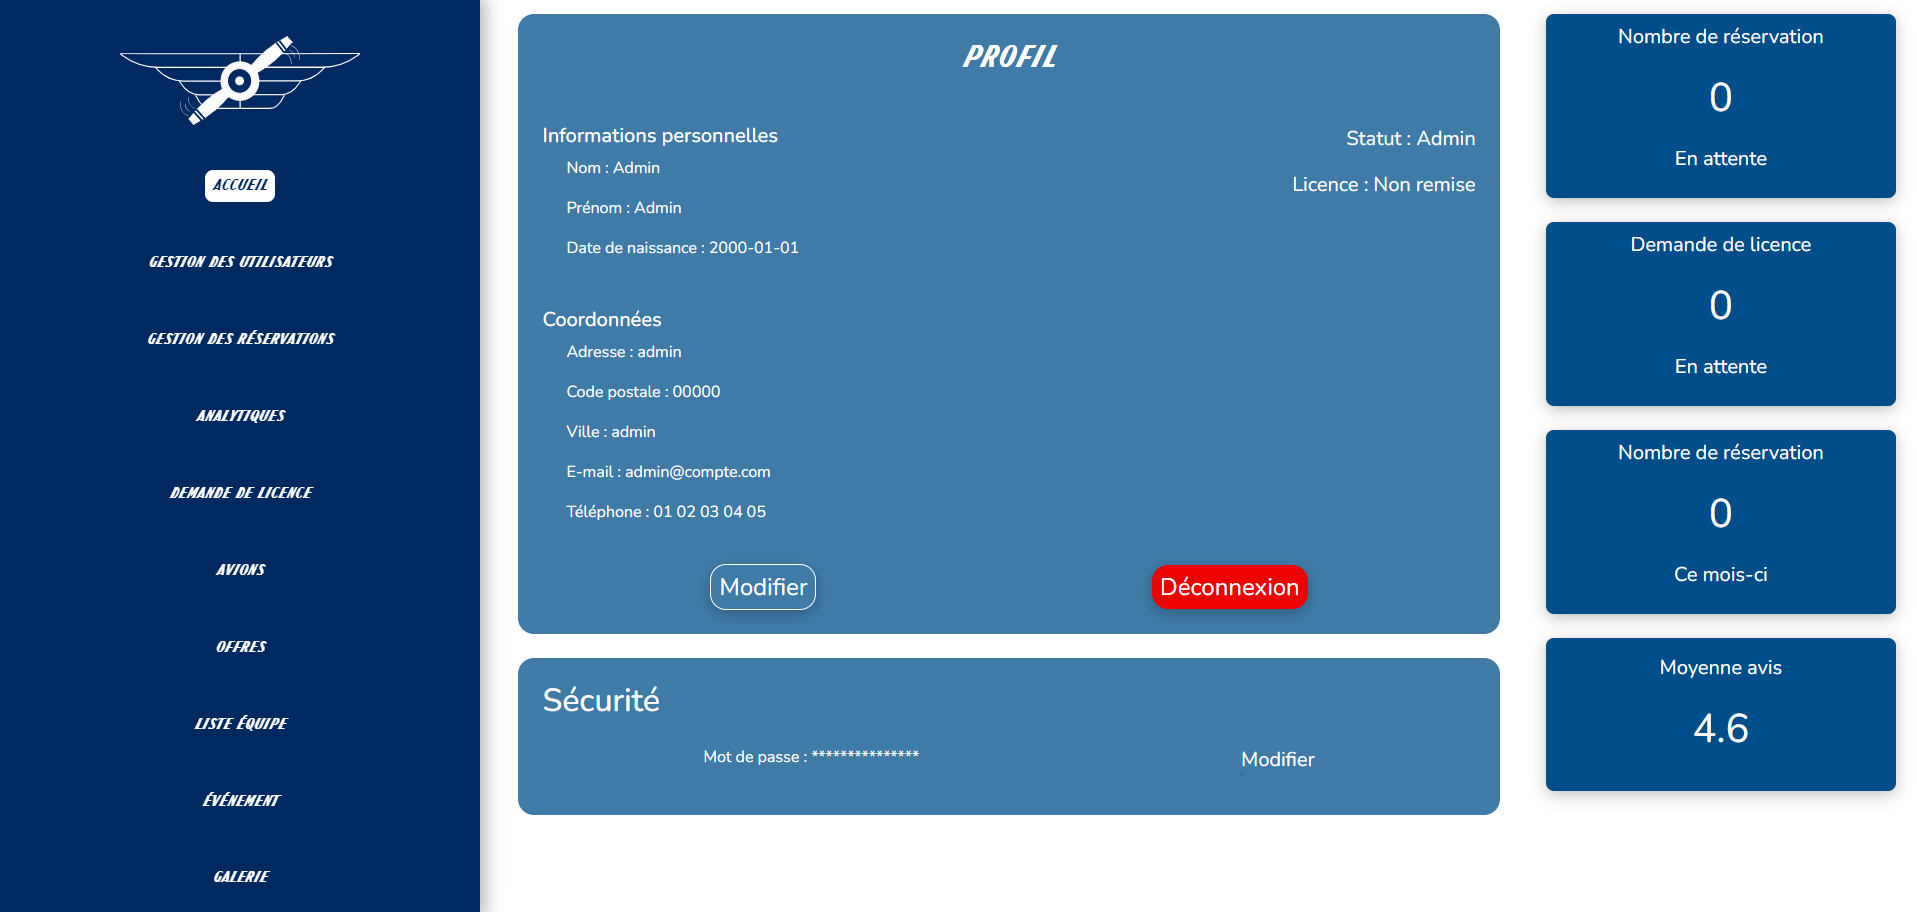 ACCUEIL
GESTION DES UTILISATEURS
GESTION DES RÉSERVATIONS
ANALYTIQUES
DEMANDE DE LICENCE
AVIONS
OFFRES
LISTE ÉQUIPE
ÉVÉNEMENT
GALERIE
PROFIL
Informations personnelles
Nom : Admin
Prénom : Admin
Date de naissance : 2000-01-01
Statut : Admin
Licence : Non remise
Coordonnées
Adresse : admin
Code postale : 00000
Ville : admin
E-mail : admin@compte.com
Téléphone : 01 02 03 04 05
Modifier
Déconnexion
Sécurité
Mot de passe : ***************
Modifier
Nombre de réservation
0
En attente
Demande de licence
0
En attente
Nombre de réservation
0
Ce mois-ci
Moyenne avis
4.6